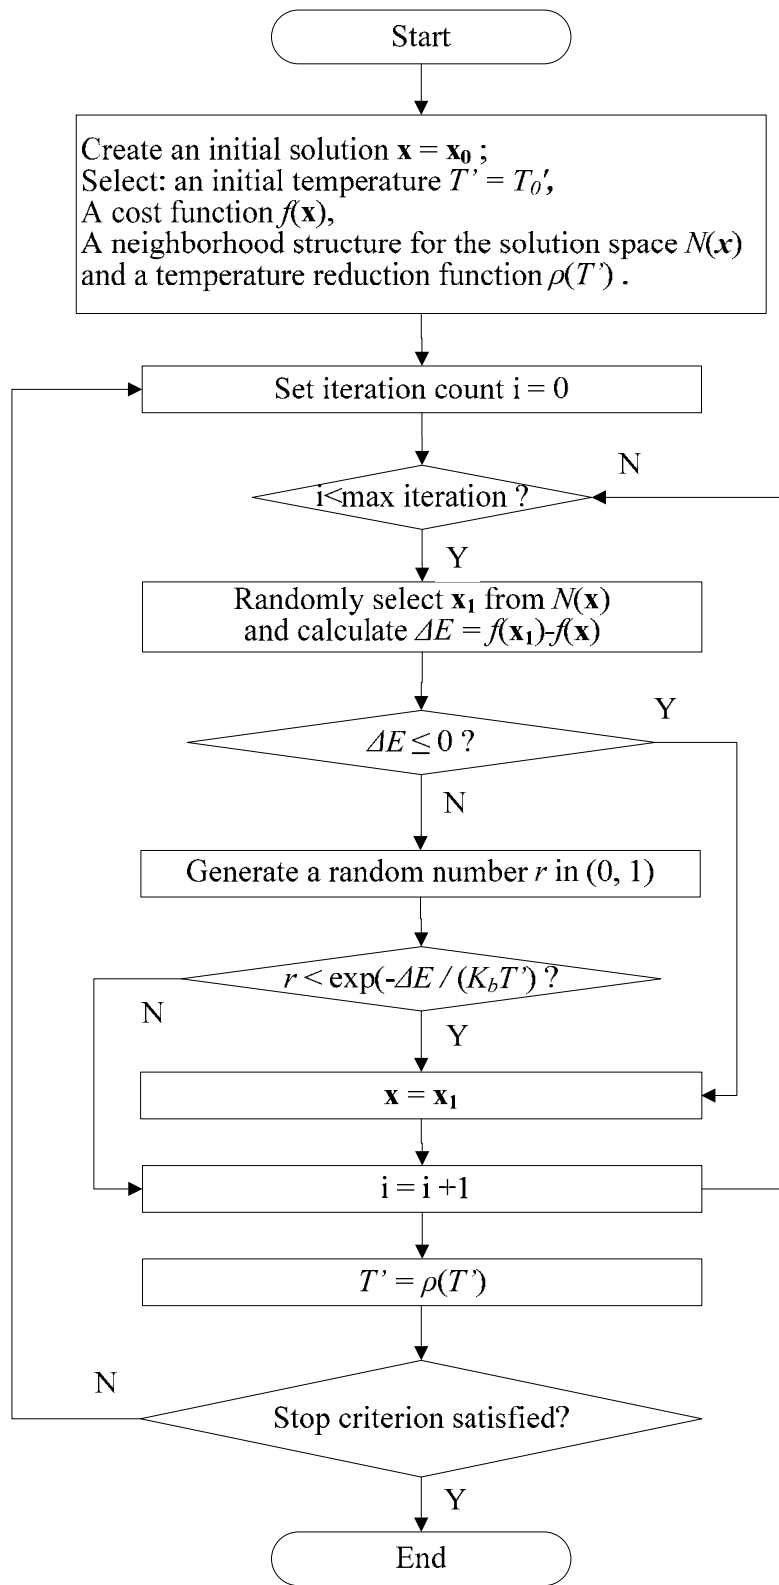 Start
Create an initial solution x = x0 ;
Select: an initial temperature T’ = T0′,
A cost function f(x),
A neighborhood structure for the solution space N(x)
and a temperature reduction function ρ(T’) .
Set iteration count i = 0
N
i<max iteration ?
Y
Randomly select x1 from N(x)
and calculate ΔE = f(x1)-f(x)
Y
ΔE ≤ 0 ?
N
Generate a random number r in (0, 1)
r < exp(-ΔE / (KbT’) ?
N
Y
x = x1
i = i +1
T’ = ρ(T’)
N
Stop criterion satisfied?
Y
End